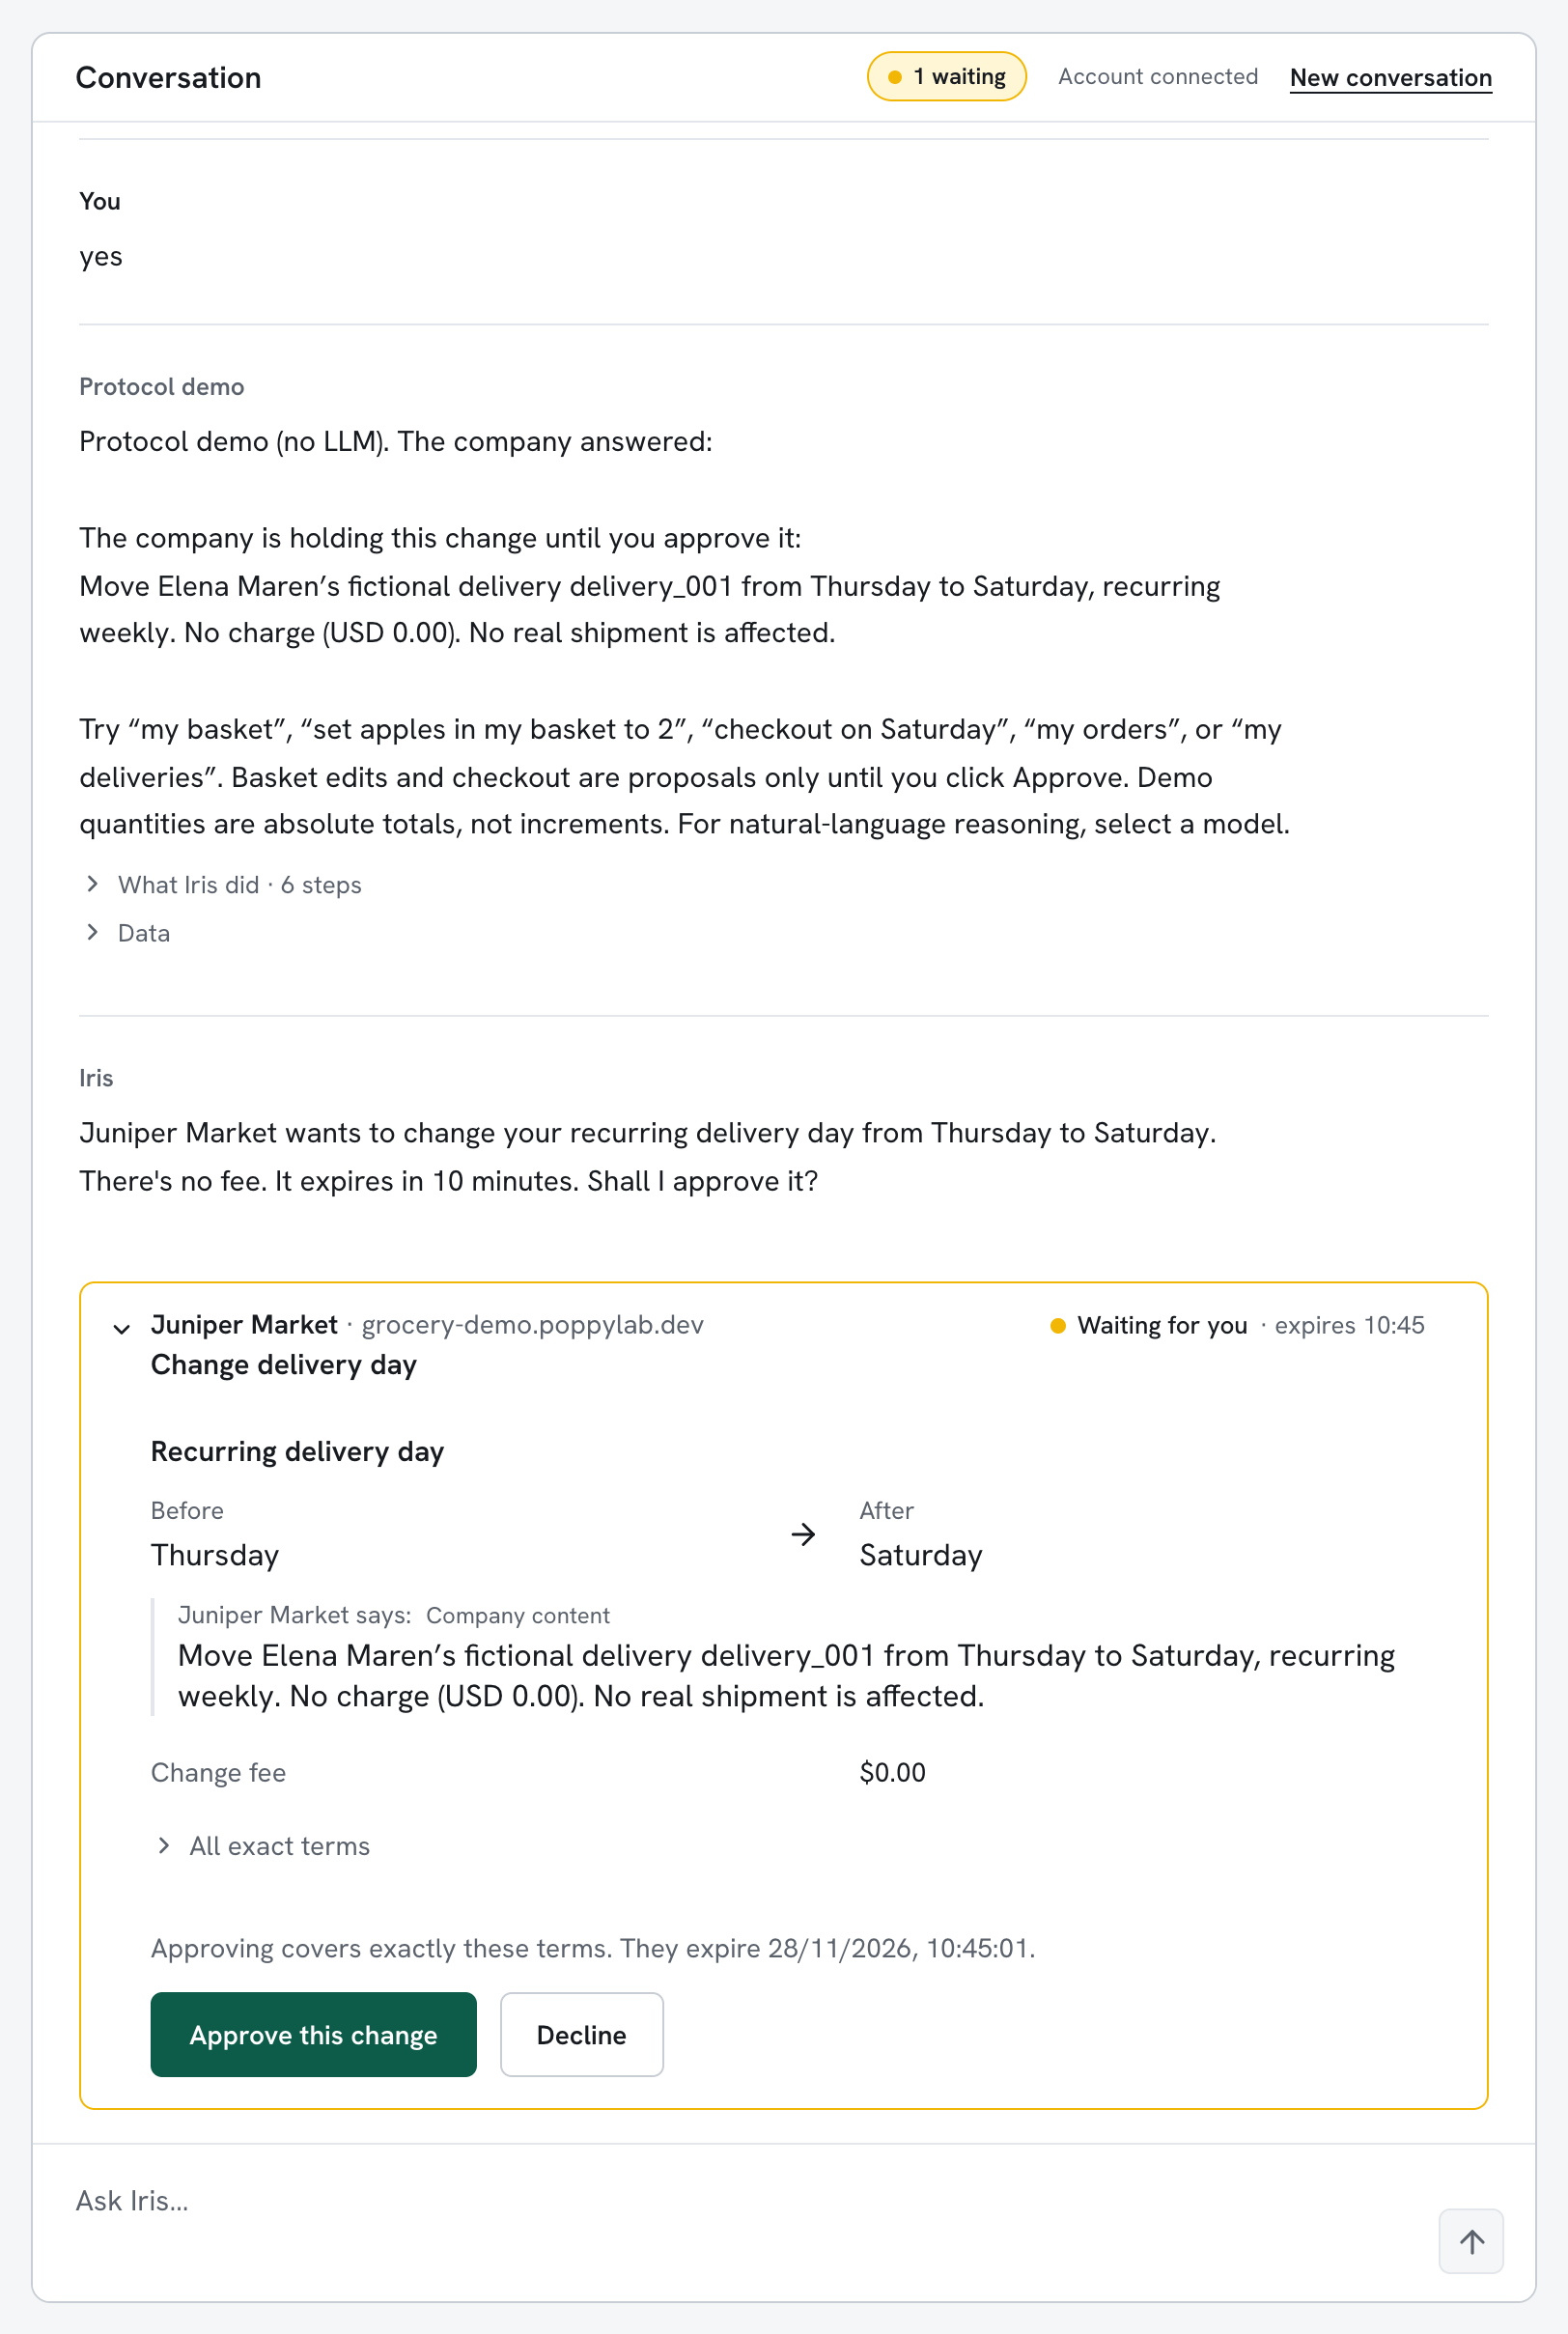 Conversation
1 waiting
Account connected
New conversation
You
yes
Protocol demo
Protocol demo (no LLM). The company answered:
The company is holding this change until you approve it:
Move Elena Maren’s fictional delivery delivery_001 from Thursday to Saturday, recurring
weekly. No charge (USD 0.00). No real shipment is affected.
Try “my basket”, “set apples in my basket to 2”, “checkout on Saturday”, “my orders”, or “my
deliveries”. Basket edits and checkout are proposals only until you click Approve. Demo
quantities are absolute totals, not increments. For natural-language reasoning, select a model.
What Iris did · 6 steps
Data
Iris
Juniper Market wants to change your recurring delivery day from Thursday to Saturday.
There's no fee. It expires in 10 minutes. Shall I approve it?
Juniper Market · grocery-demo.poppylab.dev
Waiting for you · expires 10:45
Change delivery day
Recurring delivery day
Before
After
Thursday
Saturday
Juniper Market says: Company content
Move Elena Maren’s fictional delivery delivery_001 from Thursday to Saturday, recurring
weekly. No charge (USD 0.00). No real shipment is affected.
Change fee
$0.00
All exact terms
Approving covers exactly these terms. They expire 28/11/2026, 10:45:01.
Approve this change
Decline
Ask Iris...